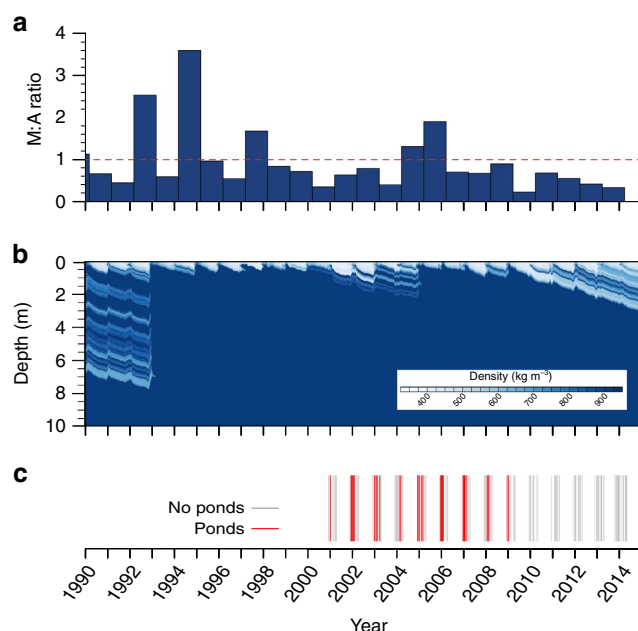 a
4
3
2
1
0
M:A ratio
b
0
2
4
6
8
10
Depth (m)
Density (kg m⁻³)
400 500 600 700 800 900
c
No ponds
Ponds
1990 1992 1994 1996 1998 2000 2002 2004 2006 2008 2010 2012 2014
Year